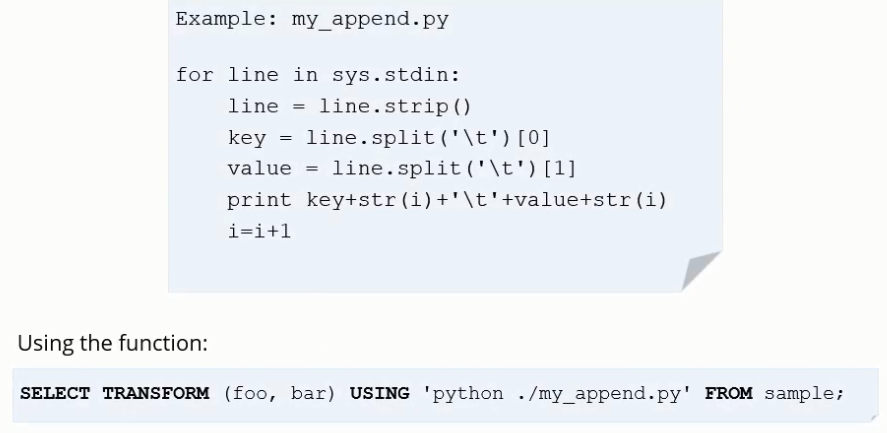 Example: my_append.py
for line in sys.stdin:
line = line.strip()
key = line.split('\t')[0]
value = line.split('\t')[1]
print key+str(i)+'\t'+value+str(i)
i=i+1
Using the function:
SELECT TRANSFORM (foo, bar) USING 'python ./my_append.py' FROM sample;